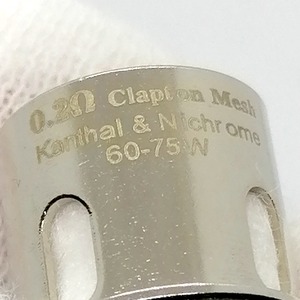 0.2Ω Clapton Mesh
Kanthal & Nichrome
60-75W